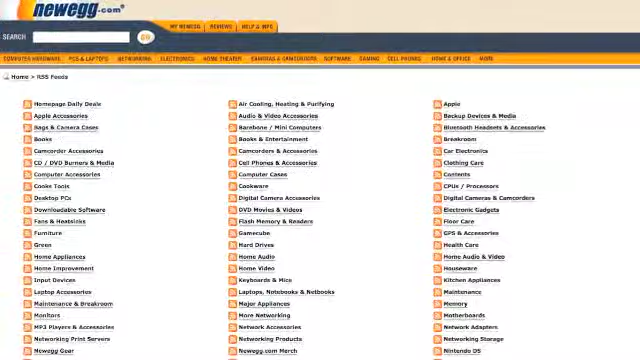 newegg.com®
MY NEWEGG REVIEWS HELP & INFO
SEARCH GO
COMPUTER HARDWARE PCS & LAPTOPS NETWORKING ELECTRONICS HOME THEATER CAMERAS & CAMCORDERS SOFTWARE GAMING CELL PHONES HOME & OFFICE MORE
Home > RSS Feeds
Homepage Daily Deale Air Cooling, Heating & Purifying Apple
Apple Accessories Audio & Video Accessories Backup Devices & Media
Bags & Camera Cases Barebone / Mini Computers Bluetooth Headsets & Accessories
Books Books & Entertainment Breakroom
Camcorder Accessories Camcorders & Accessories Car Electronics
CD / DVD Burners & Media Cell Phones & Accessories Clothing Care
Computer Accessories Computer Cases Contents
Cooks Tools Cookware CPUs / Processors
Desktop PCs Digital Camera Accessories Digital Cameras & Camcorders
Downloadable Software DVD Movies & Videos Electronic Gadgets
Fans & Heatsinks Flash Memory & Readers Floor Care
Furniture Gamecube GPS & Accessories
Green Hard Drives Health Care
Home Appliances Home Audio Home Audio & Video
Home Improvement Home Video Houseware
Input Devices Keyboards & Mice Kitchen Appliances
Laptop Accessories Laptops, Notebooks & Netbooks Maintenance
Maintenance & Breakroom Major Appliances Memory
Monitors More Networking Motherboards
MP3 Players & Accessories Network Accessories Network Adapters
Networking Print Servers Networking Products Networking Storage
Newegg Gear Newegg.com Merch Nintendo DS